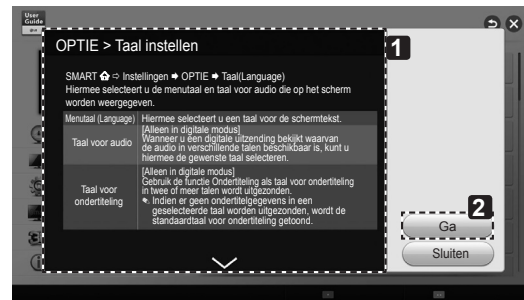 User
Guide
OPTIE > Taal instellen
1
SMART ⇨ Instellingen ➡ OPTIE ➡ Taal(Language)
Hiermee selecteert u de menutaal en taal voor audio die op het scherm
worden weergegeven.
Menutaal (Language) Hiermee selecteert u een taal voor de schermtekst.
Taal voor audio
[Alleen in digitale modus]
Wanneer u een digitale uitzending bekijkt waarvan
de audio in verschillende talen beschikbaar is, kunt u
hiermee de gewenste taal selecteren.
Taal voor
ondertiteling
[Alleen in digitale modus]
Gebruik de functie Ondertiteling als taal voor ondertiteling
in twee of meer talen wordt uitgezonden.
Indien er geen ondertitelgegevens in een
geselecteerde taal worden uitgezonden, wordt de
standaardtaal voor ondertiteling getoond.
2
Ga
Sluiten